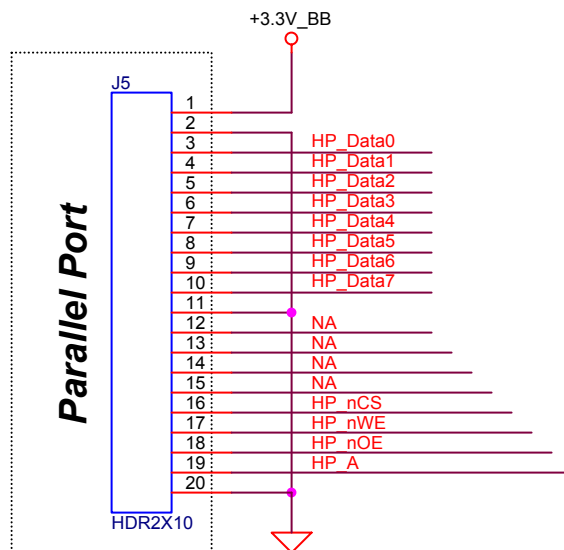 +3.3V_BB
J5
1
2
3 HP_Data0
4 HP_Data1
5 HP_Data2
6 HP_Data3
7 HP_Data4
8 HP_Data5
9 HP_Data6
10 HP_Data7
11
12 NA
13 NA
14 NA
15 NA
16 HP_nCS
17 HP_nWE
18 HP_nOE
19 HP_A
20
HDR2X10
Parallel Port